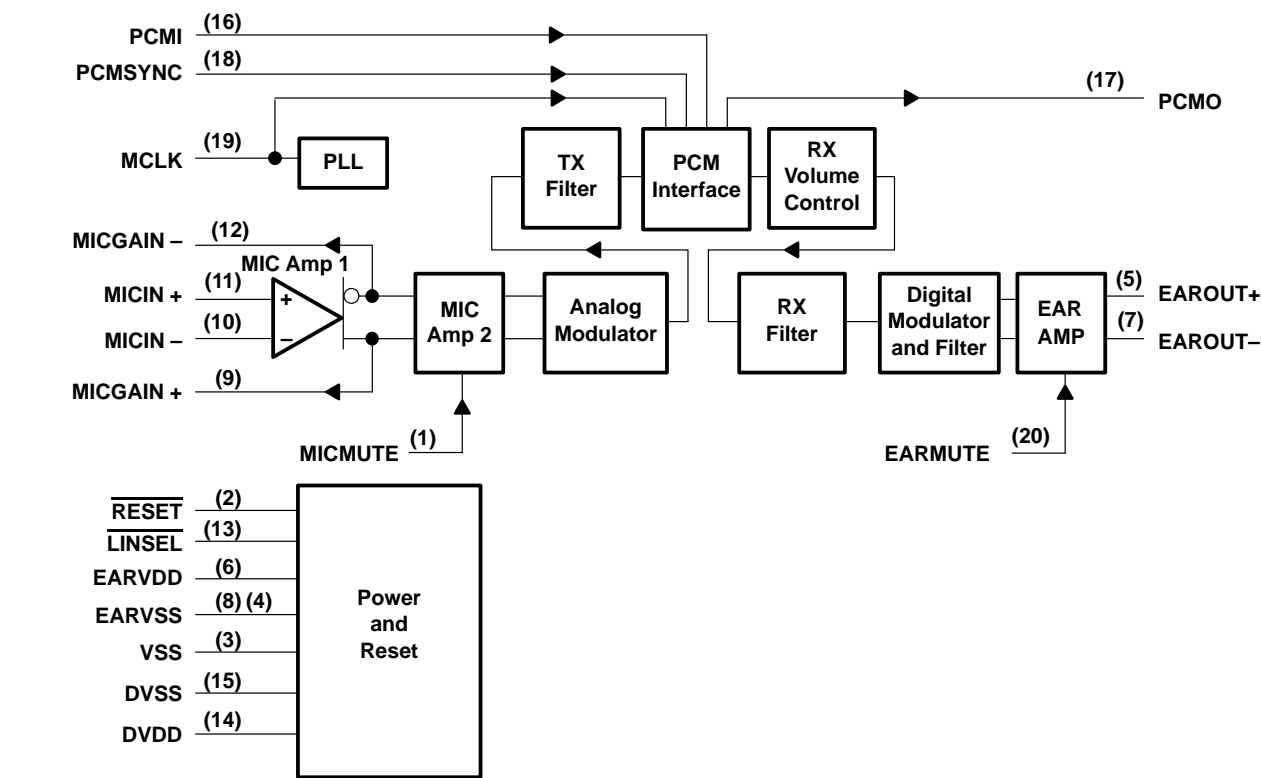 PCMI (16)
PCMSYNC (18)
(17) PCMO
MCLK (19)
PLL
TX
Filter
PCM
Interface
RX
Volume
Control
MICGAIN – (12)
MIC Amp 1
MICIN + (11)
+
MICIN – (10)
–
MICGAIN + (9)
MIC
Amp 2
Analog
Modulator
RX
Filter
Digital
Modulator
and Filter
EAR
AMP
(5) EAROUT+
(7) EAROUT–
MICMUTE (1)
EARMUTE (20)
RESET (2)
LINSEL (13)
EARVDD (6)
EARVSS (8) (4)
VSS (3)
DVSS (15)
DVDD (14)
Power
and
Reset